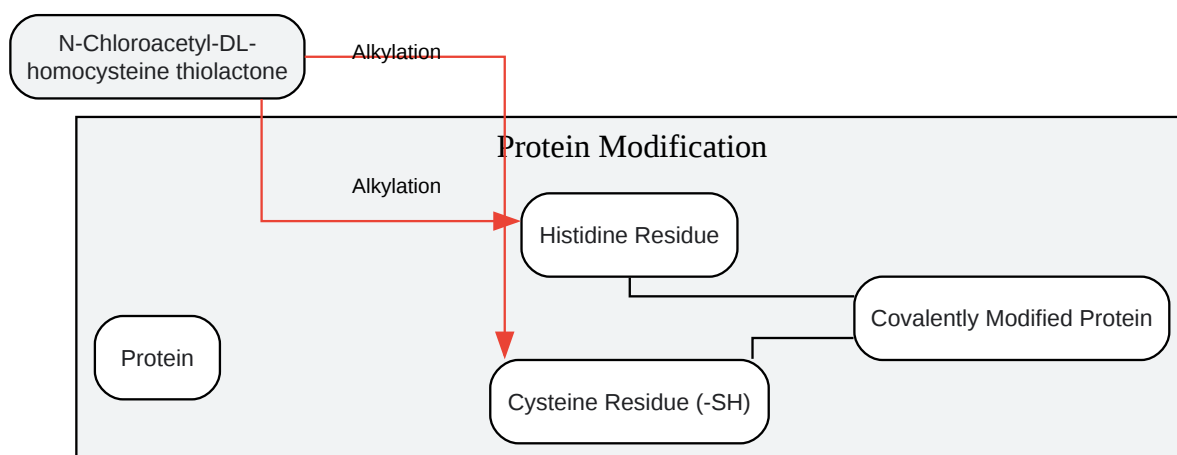 N-Chloroacetyl-DL-
homocysteine thiolactone
Alkylation
Protein Modification
Alkylation
Histidine Residue
Covalently Modified Protein
Protein
Cysteine Residue (-SH)